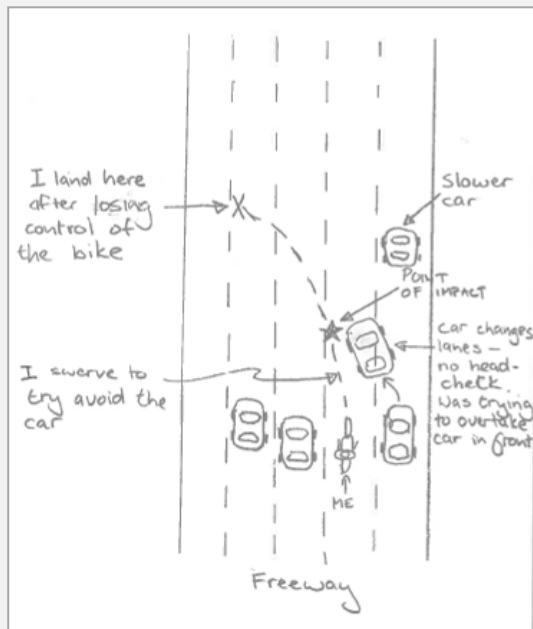 I land here
after losing
control of
the bike
Slower
car
POINT
OF IMPACT
car changes
lanes –
no head-
check.
Was trying
to overtake
car in front
I swerve to
try avoid the
car
ME
Freeway